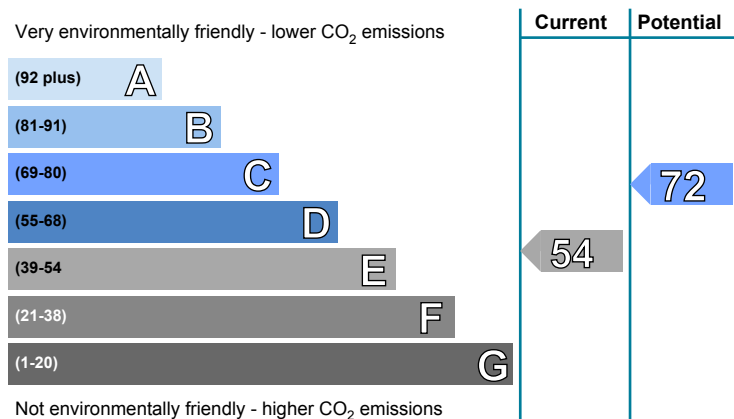 Very environmentally friendly - lower CO₂ emissions
Current
Potential
(92 plus) A
(81-91) B
(69-80) C
72
(55-68) D
(39-54 E
54
(21-38) F
(1-20) G
Not environmentally friendly - higher CO₂ emissions